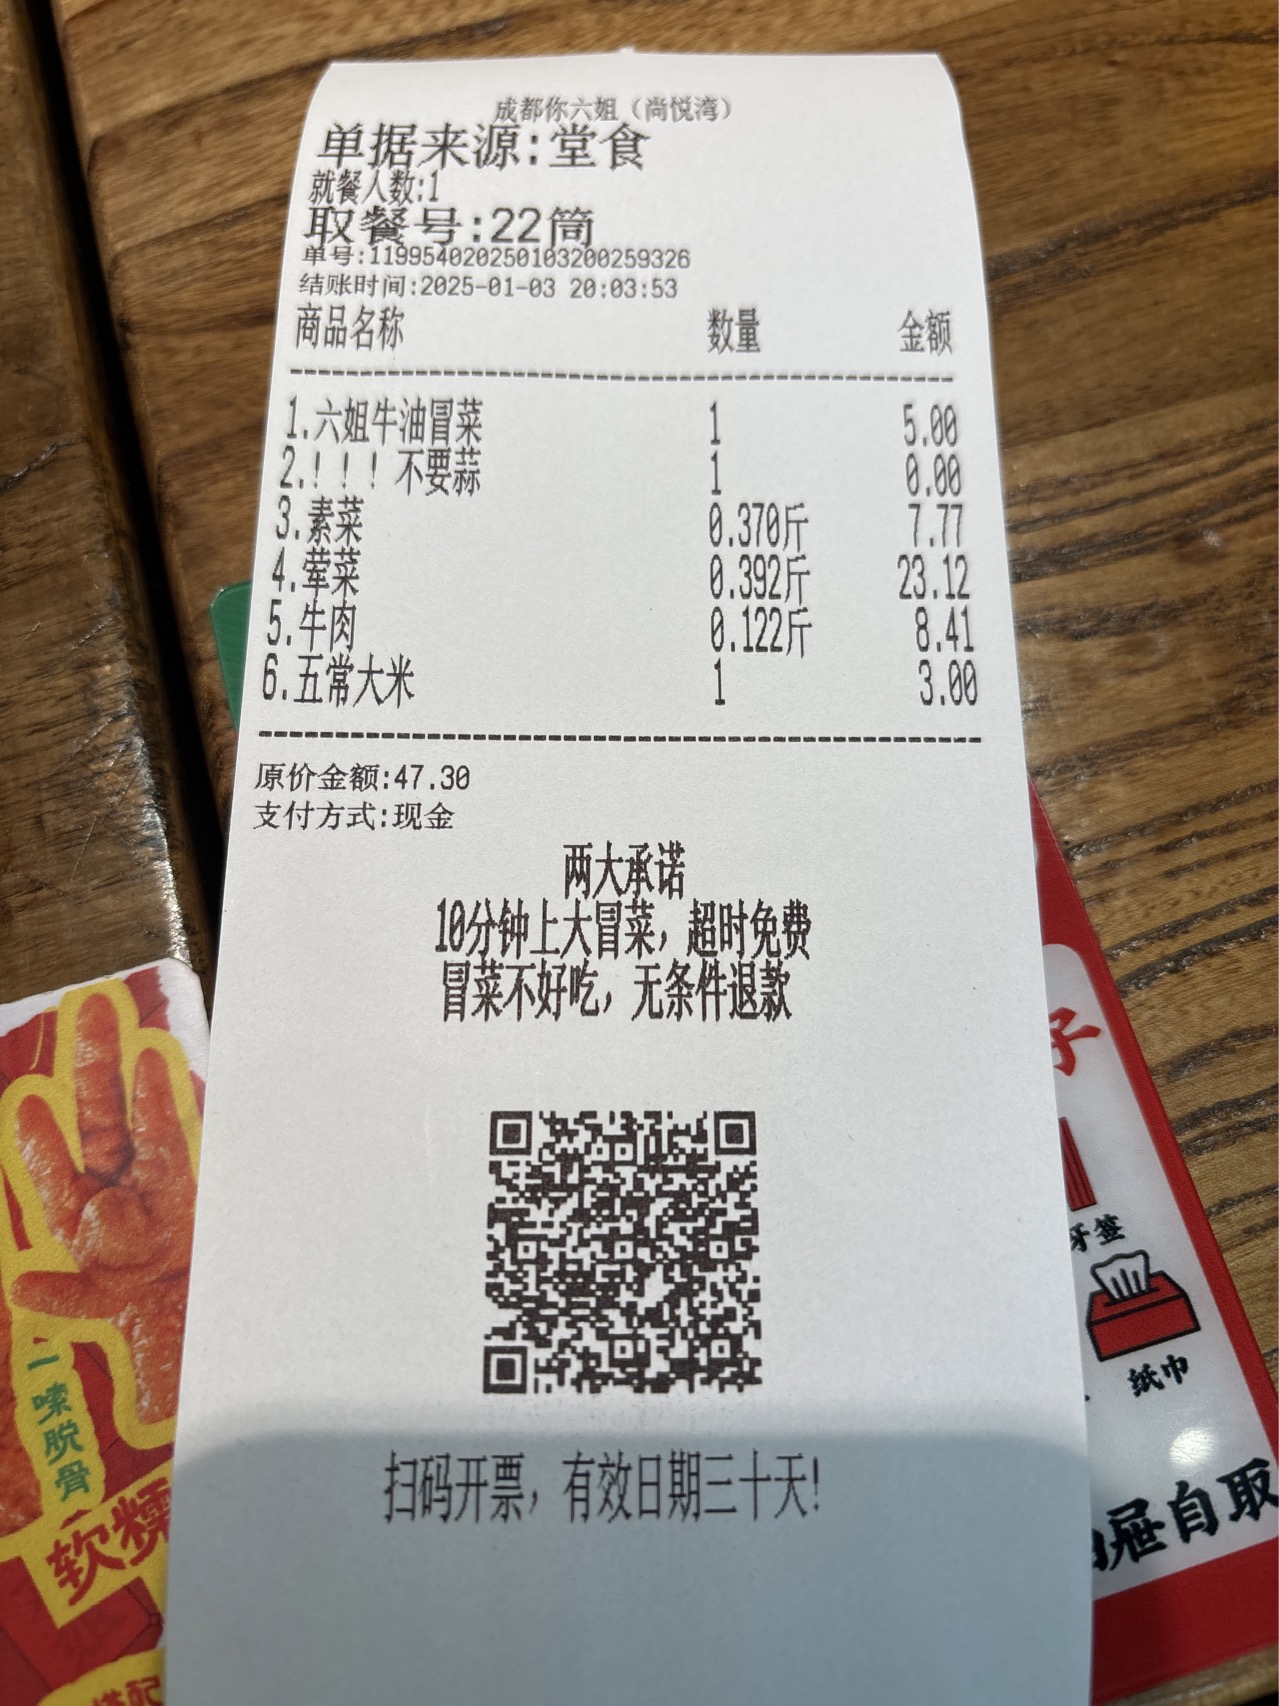 成都你六姐（尚悦湾）
单据来源:堂食
就餐人数:1
取餐号:22筒
单号:11995402025010320025​9326
结账时间:2025-01-03 20:03:53
商品名称 数量 金额
1.六姐牛油冒菜 1 5.00
2.！！！不要蒜 1 0.00
3.素菜 0.370斤 7.77
4.荤菜 0.392斤 23.12
5.牛肉 0.122斤 8.41
6.五常大米 1 3.00
原价金额:47.30
支付方式:现金
两大承诺
10分钟上大冒菜，超时免费
冒菜不好吃，无条件退款
扫码开票，有效日期三十天!
一嗦脱骨
软糯
子
牙签
纸巾
屉自取